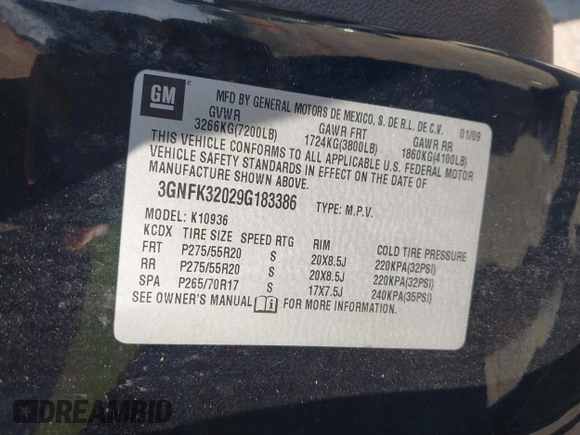 GM
MFD BY GENERAL MOTORS DE MEXICO, S. DE R.L. DE C.V. 01/09
GVWR GAWR FRT GAWR RR
3266KG(7200LB) 1724KG(3800LB) 1860KG(4100LB)
THIS VEHICLE CONFORMS TO ALL APPLICABLE U.S. FEDERAL MOTOR
VEHICLE SAFETY STANDARDS IN EFFECT ON THE DATE OF
MANUFACTURE SHOWN ABOVE.
3GNFK32029G183386 TYPE: M.P.V.
MODEL: K10936
KCDX TIRE SIZE SPEED RTG RIM COLD TIRE PRESSURE
FRT P275/55R20 S 20X8.5J 220KPA(32PSI)
RR P275/55R20 S 20X8.5J 220KPA(32PSI)
SPA P265/70R17 S 17X7.5J 240KPA(35PSI)
SEE OWNER'S MANUAL i FOR ADDITIONAL INFORMATION.
DREAMBID